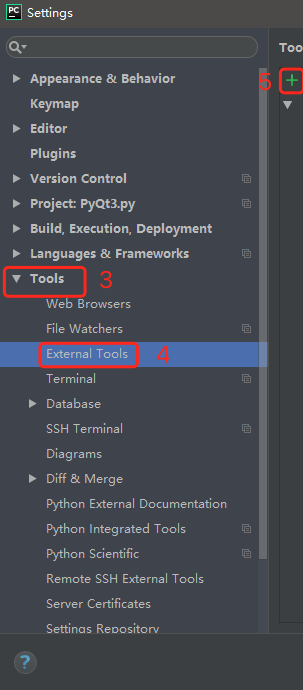 PC Settings
Too
5
Appearance & Behavior
Keymap
Editor
Plugins
Version Control
Project: PyQt3.py
Build, Execution, Deployment
Languages & Frameworks
Tools 3
Web Browsers
File Watchers
External Tools 4
Terminal
Database
SSH Terminal
Diagrams
Diff & Merge
Python External Documentation
Python Integrated Tools
Python Scientific
Remote SSH External Tools
Server Certificates
Settings Repository
?